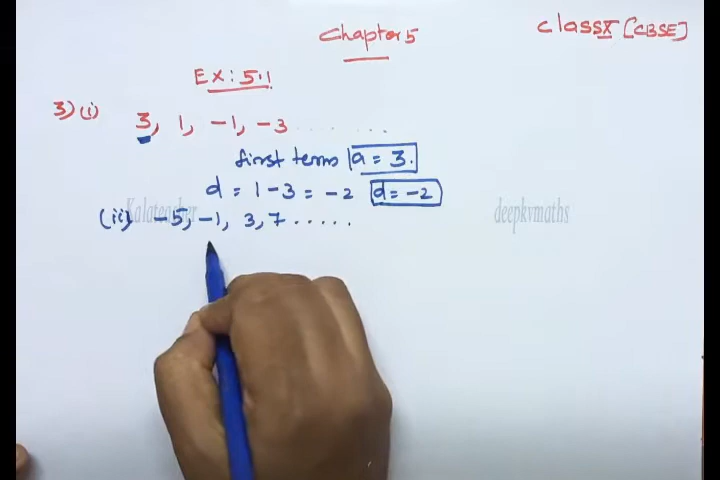 Chapter 5
class X [CBSE]
Ex: 5.1
3) (i) 3, 1, -1, -3 . . . . . . .
first term a = 3.
d = 1 - 3 = -2 d = -2
(ii) -5, -1, 3, 7 . . . . .
Kalateacher
deepkvmaths